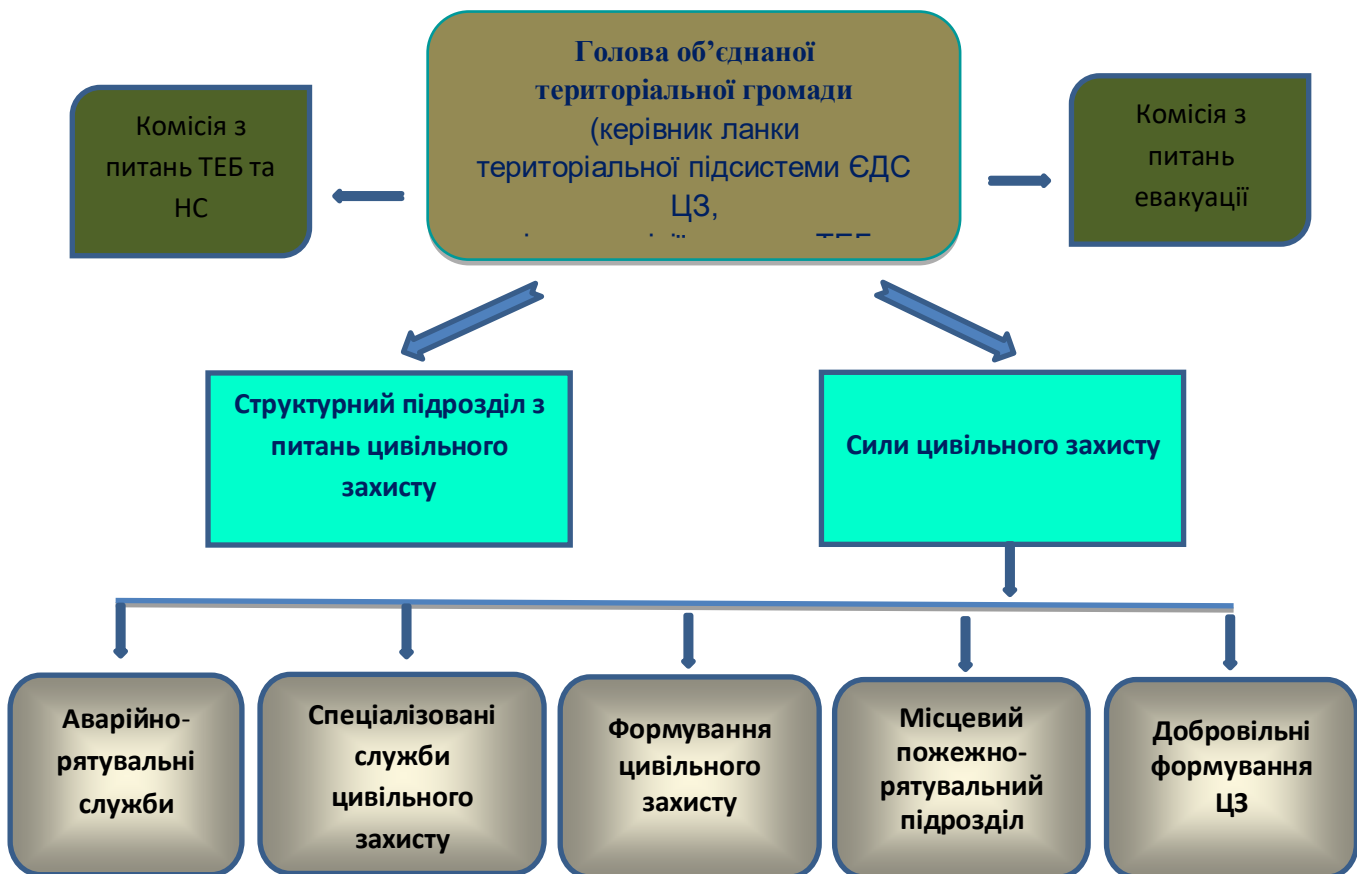 Голова об’єднаної
територіальної громади
(керівник ланки
територіальної підсистеми ЄДС
ЦЗ,
Комісія з
питань ТЕБ та
НС
Комісія з
питань
евакуації
Структурний підрозділ з
питань цивільного
захисту
Сили цивільного захисту
Аварійно-
рятувальні
служби
Спеціалізовані
служби
цивільного
захисту
Формування
цивільного
захисту
Місцевий
пожежно-
рятувальний
підрозділ
Добровільні
формування
ЦЗ